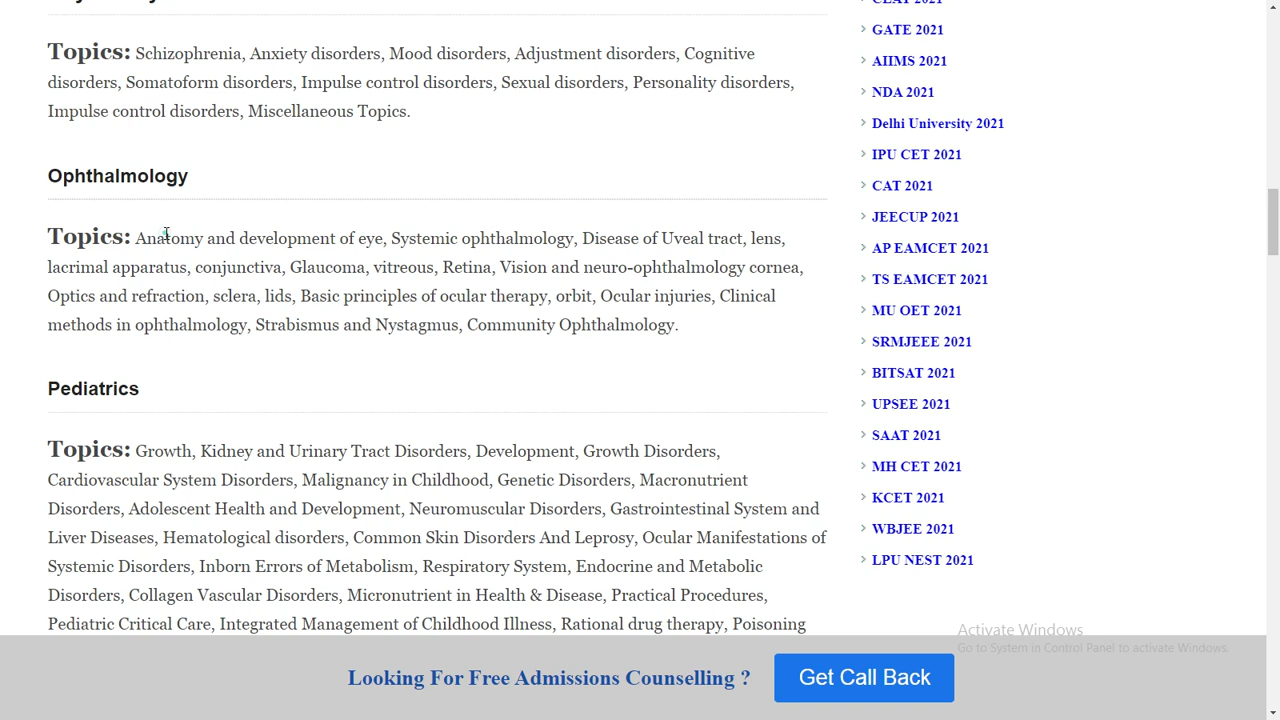 Topics: Schizophrenia, Anxiety disorders, Mood disorders, Adjustment disorders, Cognitive
disorders, Somatoform disorders, Impulse control disorders, Sexual disorders, Personality disorders,
Impulse control disorders, Miscellaneous Topics.
Ophthalmology
Topics: Anatomy and development of eye, Systemic ophthalmology, Disease of Uveal tract, lens,
lacrimal apparatus, conjunctiva, Glaucoma, vitreous, Retina, Vision and neuro-ophthalmology cornea,
Optics and refraction, sclera, lids, Basic principles of ocular therapy, orbit, Ocular injuries, Clinical
methods in ophthalmology, Strabismus and Nystagmus, Community Ophthalmology.
Pediatrics
Topics: Growth, Kidney and Urinary Tract Disorders, Development, Growth Disorders,
Cardiovascular System Disorders, Malignancy in Childhood, Genetic Disorders, Macronutrient
Disorders, Adolescent Health and Development, Neuromuscular Disorders, Gastrointestinal System and
Liver Diseases, Hematological disorders, Common Skin Disorders And Leprosy, Ocular Manifestations of
Systemic Disorders, Inborn Errors of Metabolism, Respiratory System, Endocrine and Metabolic
Disorders, Collagen Vascular Disorders, Micronutrient in Health & Disease, Practical Procedures,
Pediatric Critical Care, Integrated Management of Childhood Illness, Rational drug therapy, Poisoning
GATE 2021
AIIMS 2021
NDA 2021
Delhi University 2021
IPU CET 2021
CAT 2021
JEECUP 2021
AP EAMCET 2021
TS EAMCET 2021
MU OET 2021
SRMJEEE 2021
BITSAT 2021
UPSEE 2021
SAAT 2021
MH CET 2021
KCET 2021
WBJEE 2021
LPU NEST 2021
Activate Windows
Go to System in Control Panel to activate Windows.
Looking For Free Admissions Counselling ?
Get Call Back